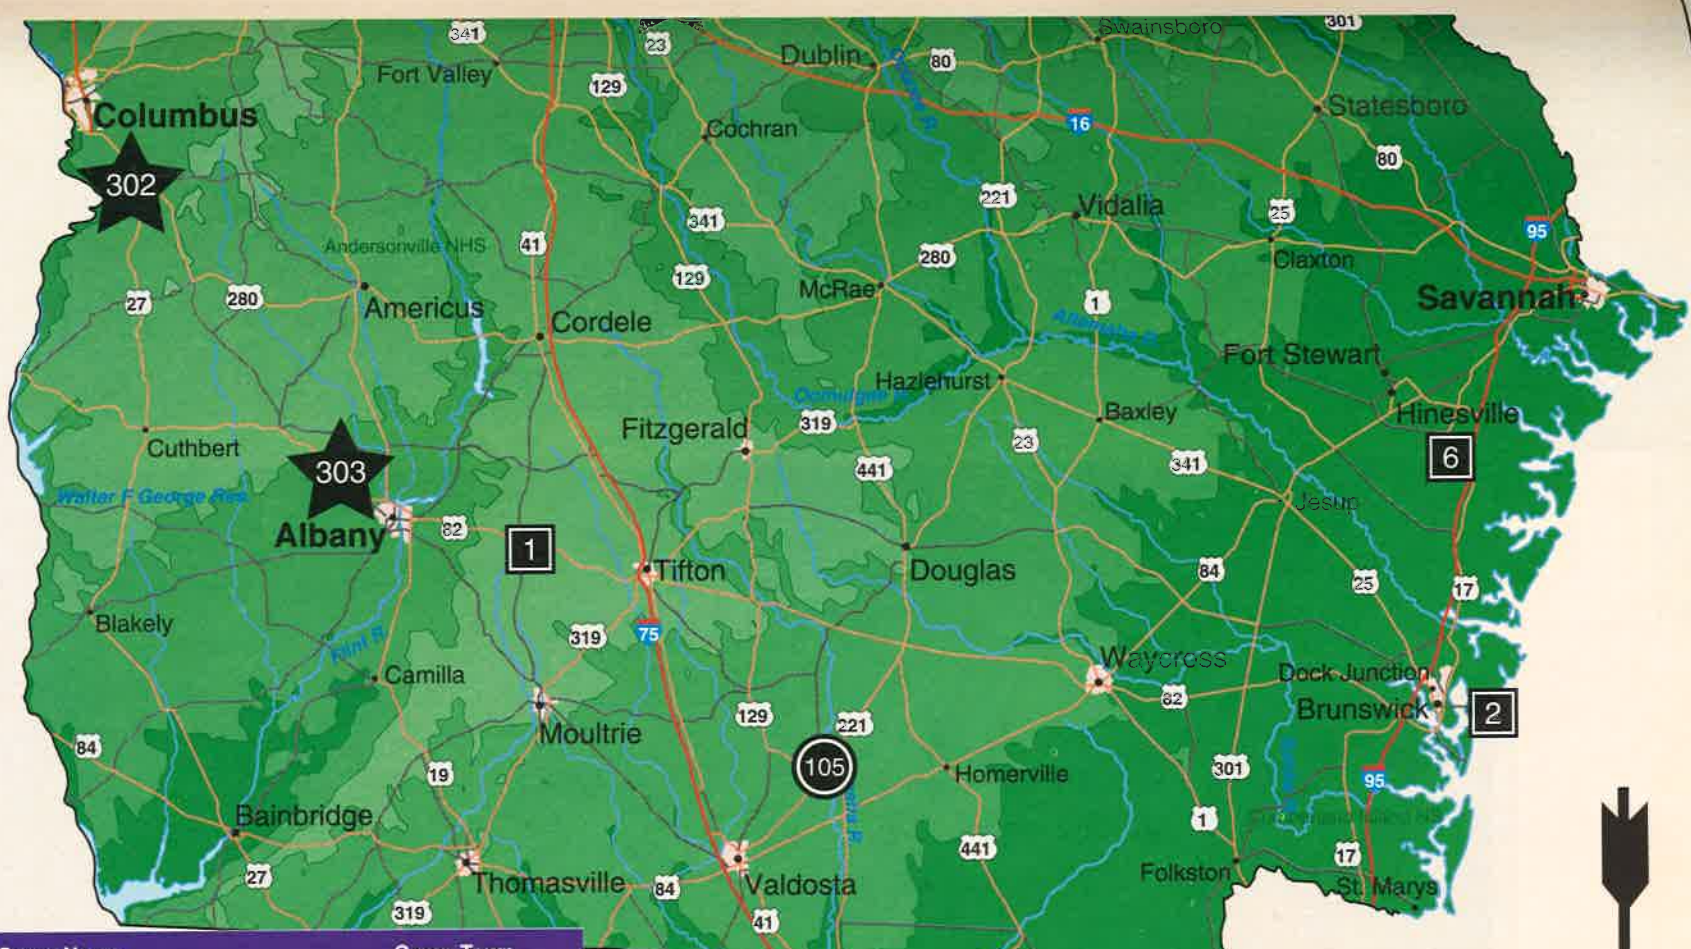 341
23
Dublin
80
Swainsboro
301
Fort Valley
129
Columbus
Cochran
16
Statesboro
80
302
221
Vidalia
25
341
95
Andersonville NHS
41
280
Claxton
129
McRae
27
280
Americus
1
Savannah
Cordele
Altamaha R.
Fort Stewart
Hazlehurst
Ocmulgee R.
Baxley
Hinesville
Fitzgerald
319
Cuthbert
23
441
341
6
303
Walter F George Res.
Jesup
Albany
82
1
Tifton
Douglas
84
25
17
Blakely
319
75
Flint R.
Camilla
Waycross
Dock Junction
82
Brunswick
2
129
221
Moultrie
84
19
105
Homerville
301
95
Bainbridge
1
Cumberland Island NS
441
17
27
Thomasville
84
Valdosta
Folkston
St. Marys
319
41